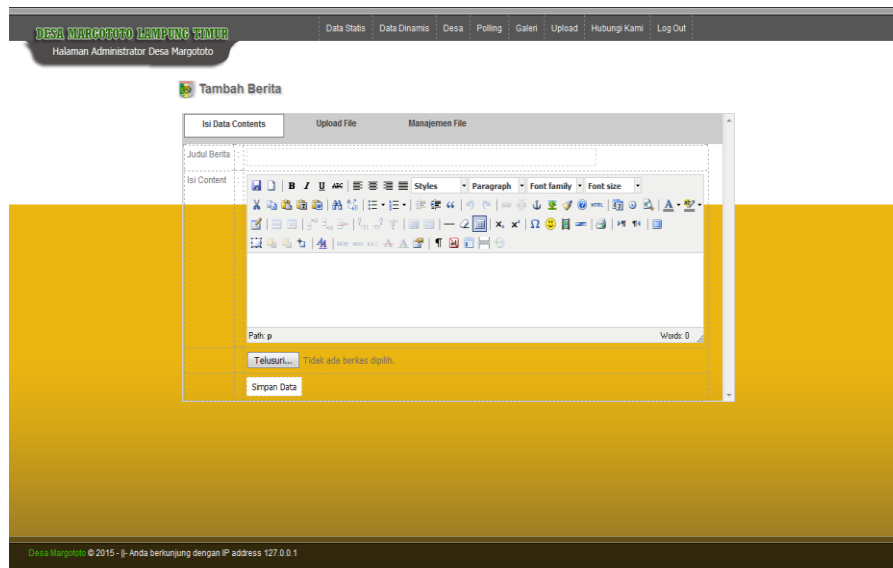 DESA MARGOTOTO LAMPUNG TIMUR
Data Statis Data Dinamis Desa Polling Galeri Upload Hubungi Kami Log Out
Halaman Administrator Desa Margototo
Tambah Berita
Isi Data Contents Upload File Manajemen File
Judul Berita :
Isi Content :
B I U ABC Styles Paragraph Font family Font size
HTML
Path: p Words: 0
Telusuri... Tidak ada berkas dipilih.
Simpan Data
Desa Margototo © 2015 - ||- Anda berkunjung dengan IP address 127.0.0.1